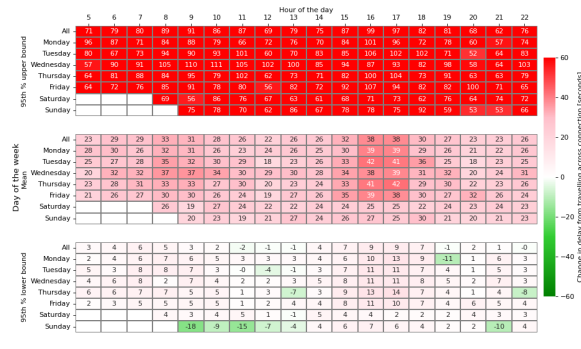 Hour of the day
5 6 7 8 9 10 11 12 13 14 15 16 17 18 19 20 21 22
All 71 79 80 89 91 86 87 69 79 75 87 99 97 82 81 68 62 76
Monday 96 87 71 84 88 79 66 72 76 70 84 101 96 72 78 60 57 74
Tuesday 80 67 73 94 90 93 101 60 70 83 85 106 102 102 71 52 64 83
Wednesday 57 90 91 105 110 111 105 102 100 85 94 87 93 82 98 58 64 103
Thursday 64 81 88 84 95 79 102 62 73 71 82 100 104 73 91 63 63 79
Friday 64 72 76 85 91 78 80 56 82 72 92 107 94 82 82 100 71 65
Saturday 69 56 86 76 67 63 61 68 71 73 62 76 64 74 72
Sunday 75 78 70 62 87 67 78 78 75 92 59 53 53 66
95th % upper bound
All 23 29 29 33 31 28 26 22 26 26 32 38 38 30 27 23 23 26
Monday 28 30 26 32 31 26 23 24 26 25 30 39 39 26 26 21 21 24
Tuesday 25 27 28 35 32 30 29 18 23 26 33 42 41 36 25 18 23 25
Wednesday 20 32 32 37 37 34 30 29 30 28 31 34 39 31 32 20 24 31
Thursday 23 28 31 33 33 27 30 20 23 24 33 41 42 29 30 22 23 26
Friday 21 26 27 30 30 26 24 19 27 26 35 39 38 30 27 32 26 24
Saturday 26 19 27 24 22 22 24 24 25 25 22 24 23 24 23
Sunday 20 23 19 21 27 24 26 27 25 30 21 20 21 23
Day of the week
Mean
All 3 4 6 5 3 2 -2 -1 -1 4 7 9 9 7 -1 2 1 -0
Monday 2 4 6 7 6 5 3 3 3 4 6 10 13 9 -11 1 6 3
Tuesday 5 3 8 8 7 3 -0 -4 -1 3 7 11 11 7 4 1 5 3
Wednesday 4 6 8 2 7 4 2 2 3 5 8 11 11 8 5 2 7 3
Thursday 6 6 7 7 5 5 1 3 -7 3 9 13 14 7 4 1 4 -8
Friday 2 3 5 5 5 5 1 2 4 4 8 11 10 7 4 6 5 4
Saturday 4 3 4 5 1 -1 5 4 4 2 2 2 4 3 3
Sunday -18 -9 -15 -7 -4 4 6 7 6 4 2 2 -10 4
95th % lower bound
60
40
20
0
−20
−40
−60
Change in delay from travelling across connection [seconds]